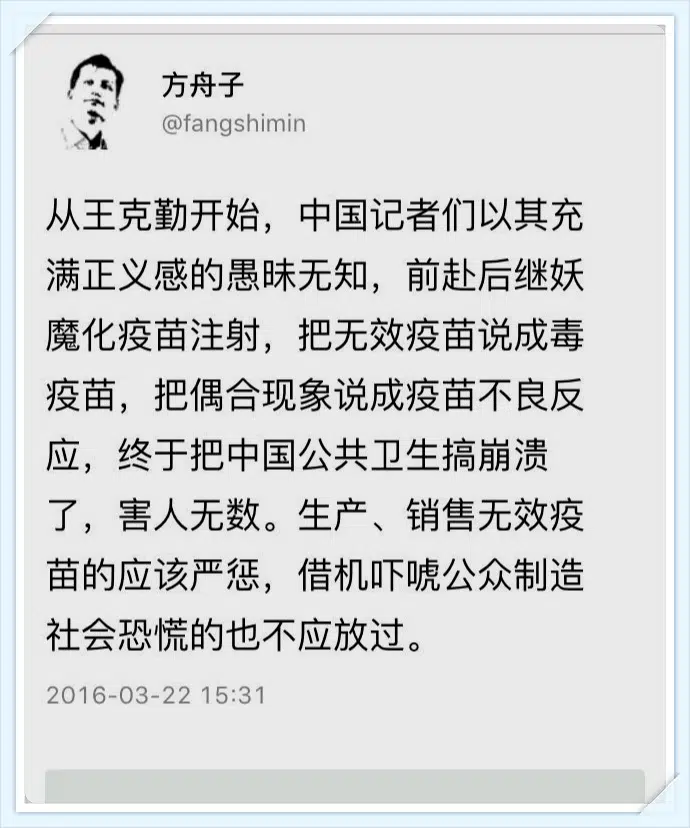 方舟子
@fangshimin
从王克勤开始，中国记者们以其充
满正义感的愚昧无知，前赴后继妖
魔化疫苗注射，把无效疫苗说成毒
疫苗，把偶合现象说成疫苗不良反
应，终于把中国公共卫生搞崩溃
了，害人无数。生产、销售无效疫
苗的应该严惩，借机吓唬公众制造
社会恐慌的也不应放过。
2016-03-22 15:31